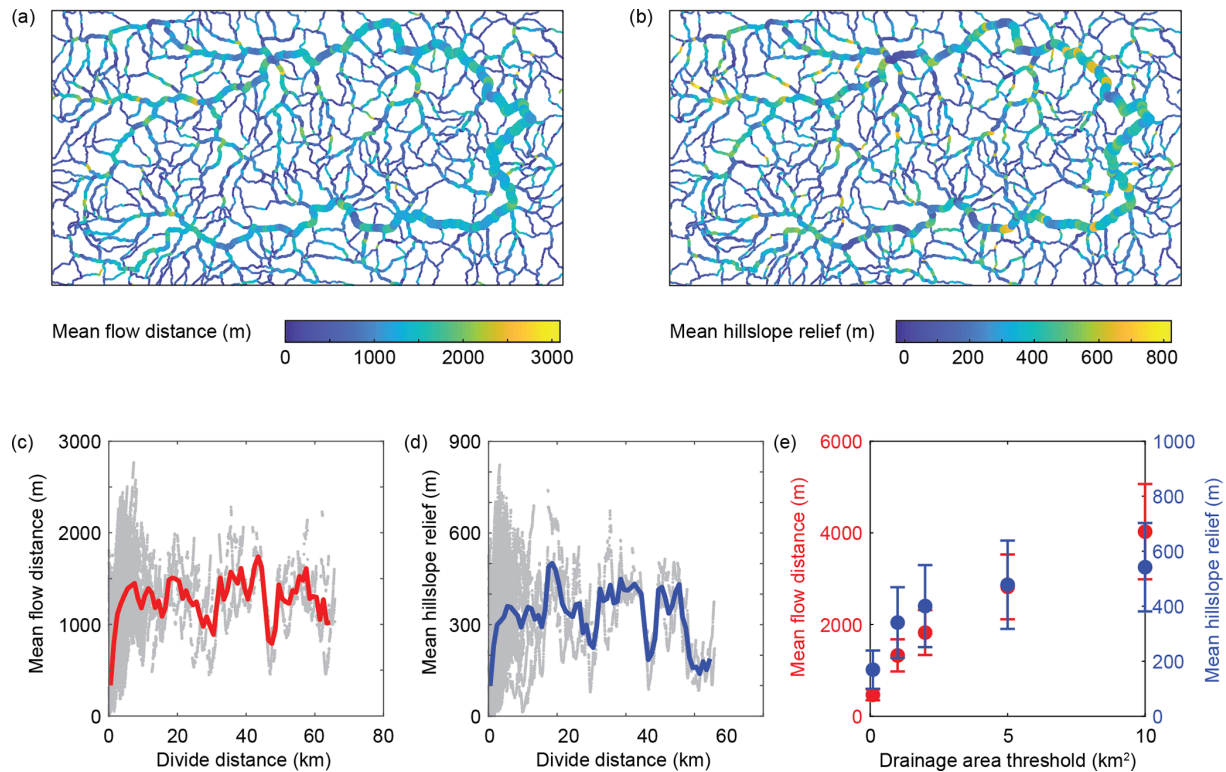 (a)
(b)
Mean flow distance (m)
0 1000 2000 3000
Mean hillslope relief (m)
0 200 400 600 800
(c)
Mean flow distance (m)
3000
2000
1000
0
0 20 40 60 80
Divide distance (km)
(d)
Mean hillslope relief (m)
900
600
300
0
0 20 40 60
Divide distance (km)
(e)
Mean flow distance (m)
6000
4000
2000
0
0 5 10
Drainage area threshold (km²)
1000
800
600
400
200
0
Mean hillslope relief (m)